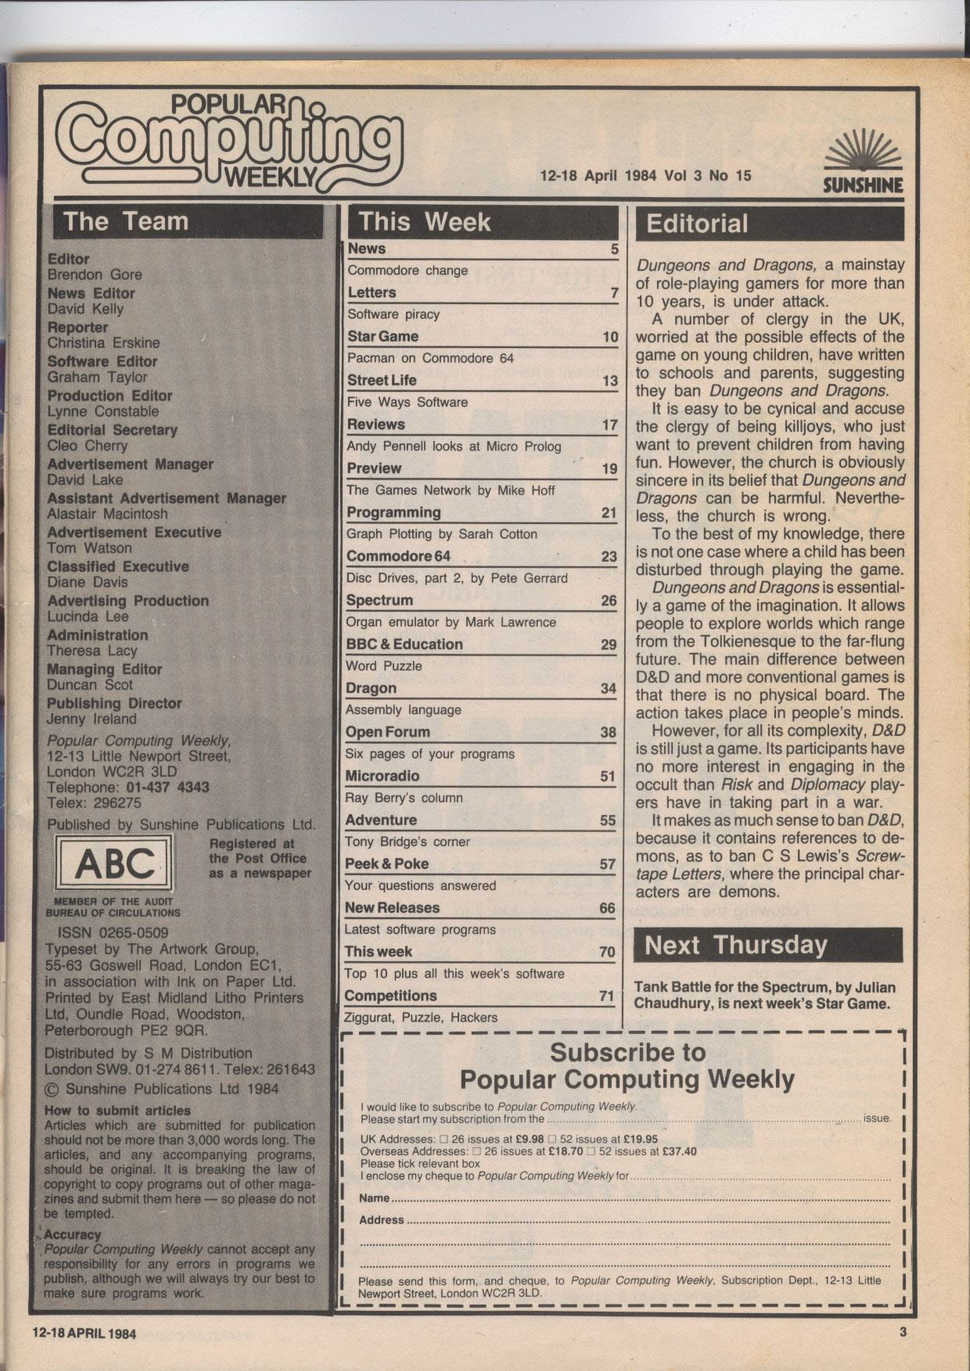 POPULAR
Computing
WEEKLY
12-18 April 1984 Vol 3 No 15
SUNSHINE
The Team
Editor
Brendon Gore
News Editor
David Kelly
Reporter
Christina Erskine
Software Editor
Graham Taylor
Production Editor
Lynne Constable
Editorial Secretary
Cleo Cherry
Advertisement Manager
David Lake
Assistant Advertisement Manager
Alastair Macintosh
Advertisement Executive
Tom Watson
Classified Executive
Diane Davis
Advertising Production
Lucinda Lee
Administration
Theresa Lacy
Managing Editor
Duncan Scot
Publishing Director
Jenny Ireland
Popular Computing Weekly,
12-13 Little Newport Street,
London WC2R 3LD
Telephone: 01-437 4343
Telex: 296275
Published by Sunshine Publications Ltd.
ABC
MEMBER OF THE AUDIT
BUREAU OF CIRCULATIONS
Registered at
the Post Office
as a newspaper
ISSN 0265-0509
Typeset by The Artwork Group,
55-63 Goswell Road, London EC1,
in association with Ink on Paper Ltd.
Printed by East Midland Litho Printers
Ltd, Oundle Road, Woodston,
Peterborough PE2 9QR.
Distributed by S M Distribution
London SW9. 01-274 8611. Telex: 261643
© Sunshine Publications Ltd 1984
How to submit articles
Articles which are submitted for publication
should not be more than 3,000 words long. The
articles, and any accompanying programs,
should be original. It is breaking the law of
copyright to copy programs out of other maga-
zines and submit them here — so please do not
be tempted.
Accuracy
Popular Computing Weekly cannot accept any
responsibility for any errors in programs we
publish, although we will always try our best to
make sure programs work.
This Week
News 5
Commodore change
Letters 7
Software piracy
Star Game 10
Pacman on Commodore 64
Street Life 13
Five Ways Software
Reviews 17
Andy Pennell looks at Micro Prolog
Preview 19
The Games Network by Mike Hoff
Programming 21
Graph Plotting by Sarah Cotton
Commodore 64 23
Disc Drives, part 2, by Pete Gerrard
Spectrum 26
Organ emulator by Mark Lawrence
BBC & Education 29
Word Puzzle
Dragon 34
Assembly language
Open Forum 38
Six pages of your programs
Microradio 51
Ray Berry's column
Adventure 55
Tony Bridge's corner
Peek & Poke 57
Your questions answered
New Releases 66
Latest software programs
This week 70
Top 10 plus all this week's software
Competitions 71
Ziggurat, Puzzle, Hackers
Editorial
Dungeons and Dragons, a mainstay
of role-playing gamers for more than
10 years, is under attack.
A number of clergy in the UK,
worried at the possible effects of the
game on young children, have written
to schools and parents, suggesting
they ban Dungeons and Dragons.
It is easy to be cynical and accuse
the clergy of being killjoys, who just
want to prevent children from having
fun. However, the church is obviously
sincere in its belief that Dungeons and
Dragons can be harmful. Neverthe-
less, the church is wrong.
To the best of my knowledge, there
is not one case where a child has been
disturbed through playing the game.
Dungeons and Dragons is essential-
ly a game of the imagination. It allows
people to explore worlds which range
from the Tolkienesque to the far-flung
future. The main difference between
D&D and more conventional games is
that there is no physical board. The
action takes place in people's minds.
However, for all its complexity, D&D
is still just a game. Its participants have
no more interest in engaging in the
occult than Risk and Diplomacy play-
ers have in taking part in a war.
It makes as much sense to ban D&D,
because it contains references to de-
mons, as to ban C S Lewis's Screw-
tape Letters, where the principal char-
acters are demons.
Next Thursday
Tank Battle for the Spectrum, by Julian
Chaudhury, is next week's Star Game.
Subscribe to
Popular Computing Weekly
I would like to subscribe to Popular Computing Weekly.
Please start my subscription from the ........ issue.
UK Addresses: ☐ 26 issues at £9.98 ☐ 52 issues at £19.95
Overseas Addresses: ☐ 26 issues at £18.70 ☐ 52 issues at £37.40
Please tick relevant box
I enclose my cheque to Popular Computing Weekly for........
Name........
Address........
Please send this form, and cheque, to Popular Computing Weekly, Subscription Dept., 12-13 Little
Newport Street, London WC2R 3LD.
12-18 APRIL 1984 3